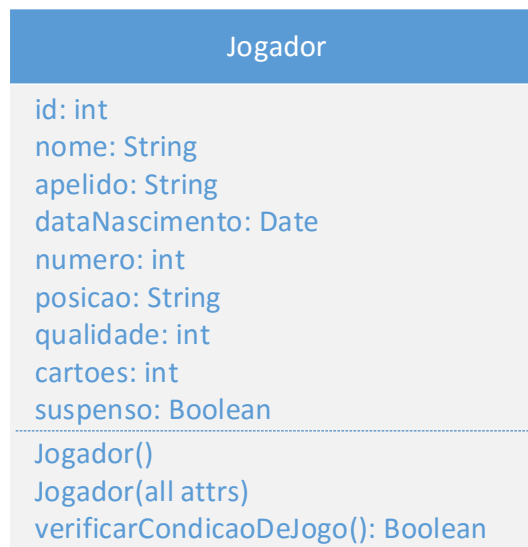 Jogador
id: int
nome: String
apelido: String
dataNascimento: Date
numero: int
posicao: String
qualidade: int
cartoes: int
suspenso: Boolean
Jogador()
Jogador(all attrs)
verificarCondicaoDeJogo(): Boolean